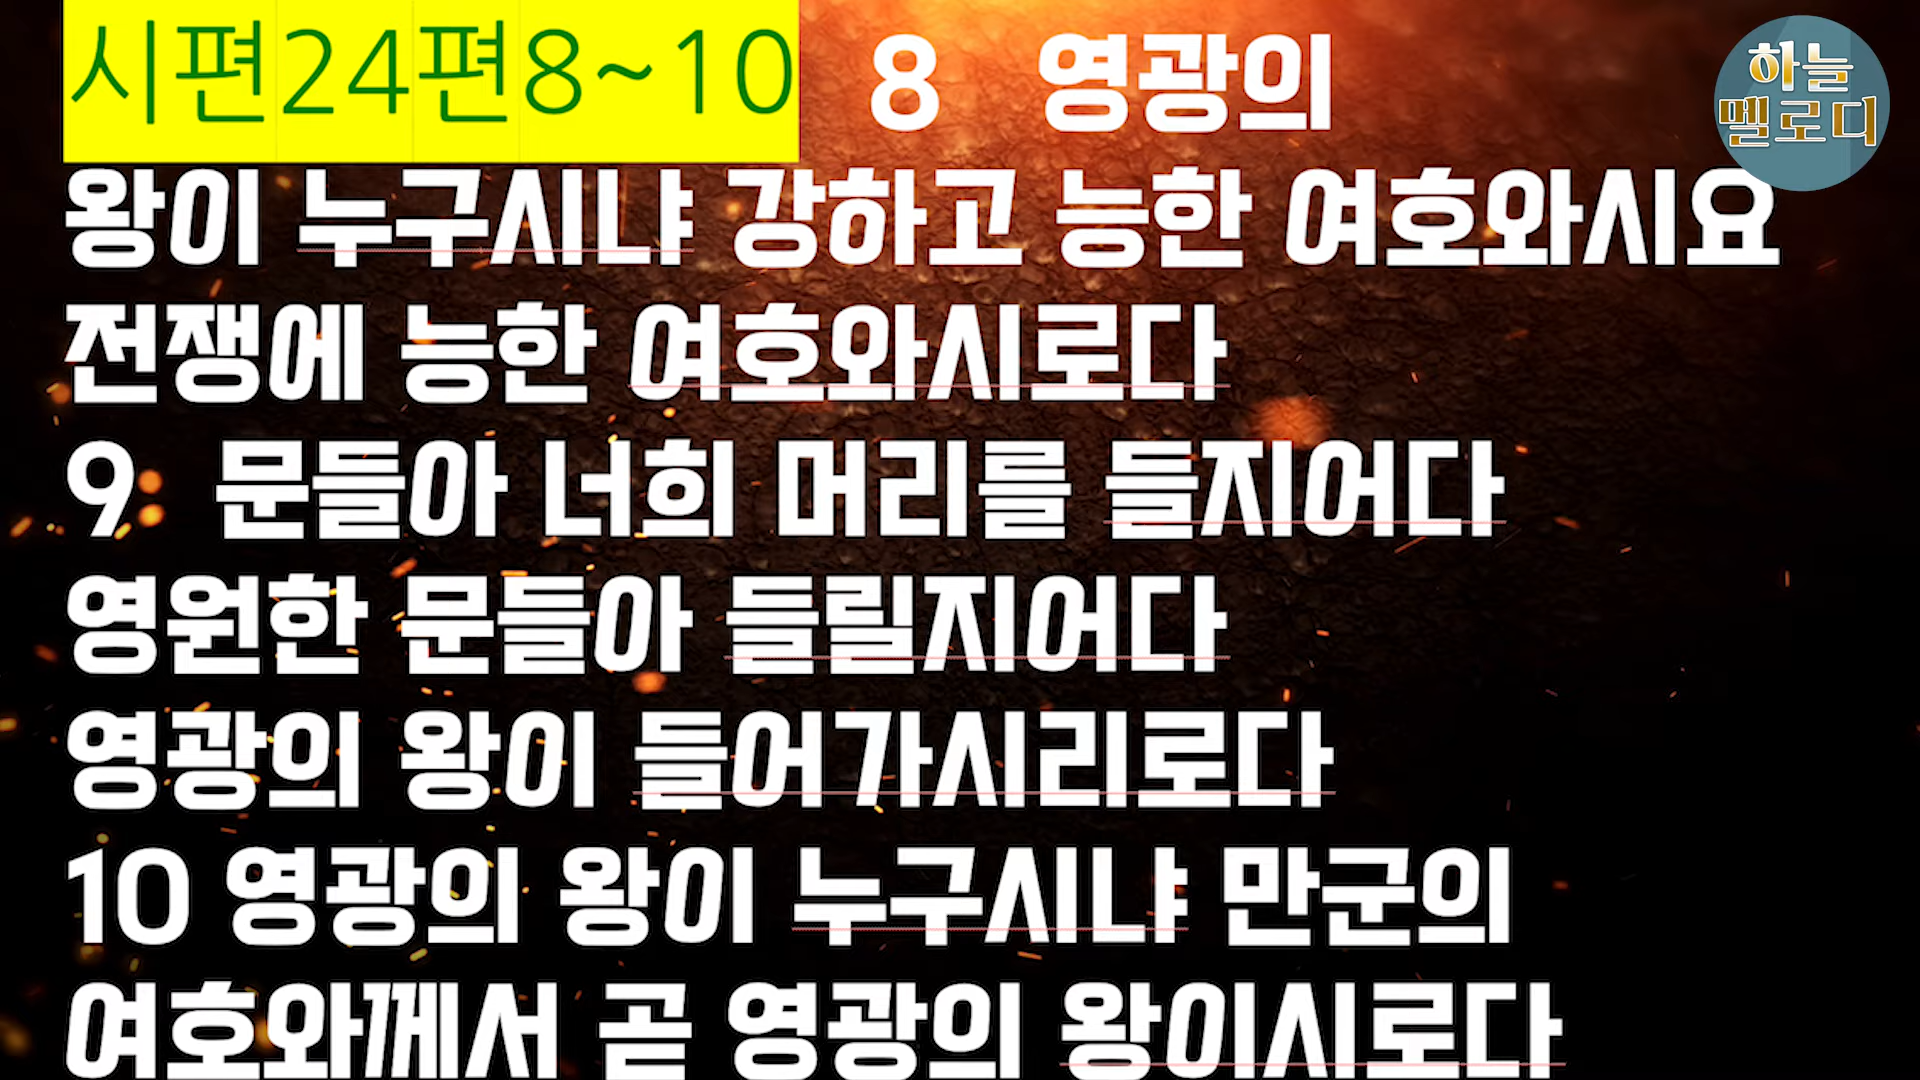 시편24편8~10 8 영광의
하늘
멜로디
왕이 누구시냐 강하고 능한 여호와시요
전쟁에 능한 여호와시로다
9 문들아 너희 머리를 들지어다
영원한 문들아 들릴지어다
영광의 왕이 들어가시리로다
10 영광의 왕이 누구시냐 만군의
여호와께서 곧 영광의 왕이시로다